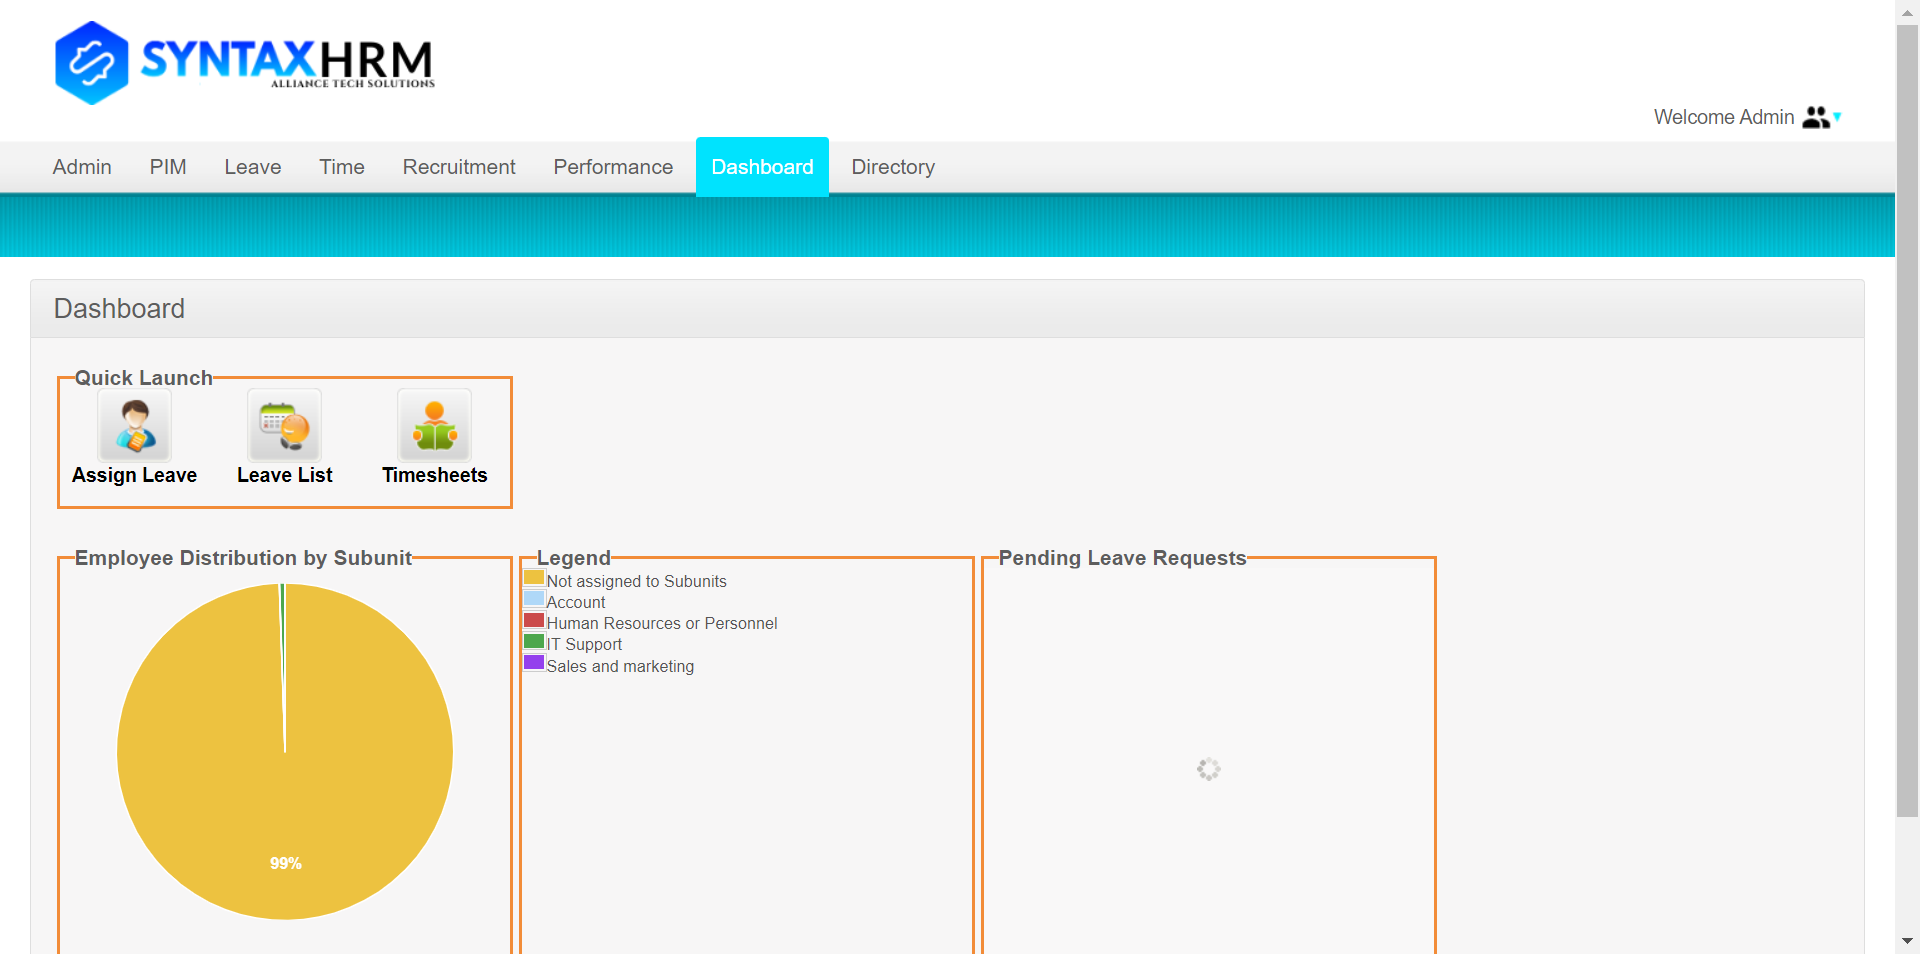 SYNTAXHRM
ALLIANCE TECH SOLUTIONS
Welcome Admin
Admin PIM Leave Time Recruitment Performance Dashboard Directory
Dashboard
Quick Launch
Assign Leave Leave List Timesheets
Employee Distribution by Subunit
99%
Legend
Not assigned to Subunits
Account
Human Resources or Personnel
IT Support
Sales and marketing
Pending Leave Requests